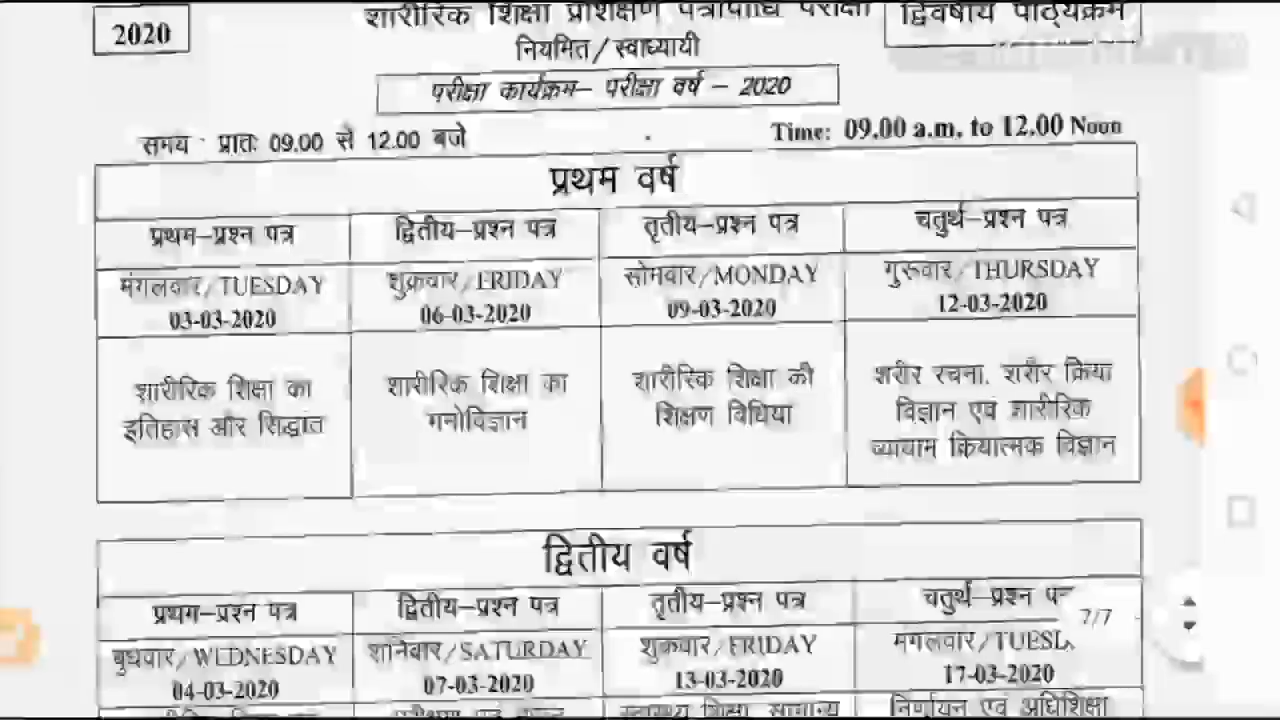 2020
शारीरिक शिक्षा प्रशिक्षण पत्रोपाधि परीक्षा
द्विवर्षीय पाठ्यक्रम
नियमित/स्वाध्यायी
परीक्षा कार्यक्रम– परीक्षा वर्ष – 2020
समय : प्रातः 09.00 से 12.00 बजे
Time: 09.00 a.m. to 12.00 Noon
प्रथम वर्ष
प्रथम–प्रश्न पत्र द्वितीय–प्रश्न पत्र तृतीय–प्रश्न पत्र चतुर्थ–प्रश्न पत्र
मंगलवार/TUESDAY शुक्रवार/FRIDAY सोमवार/MONDAY गुरुवार/THURSDAY
03-03-2020 06-03-2020 09-03-2020 12-03-2020
शारीरिक शिक्षा का शारीरिक शिक्षा का शारीरिक शिक्षा की शरीर रचना, शरीर क्रिया
इतिहास और सिद्धांत मनोविज्ञान शिक्षण विधिया विज्ञान एवं शारीरिक
व्यायाम क्रियात्मक विज्ञान
द्वितीय वर्ष
प्रथम–प्रश्न पत्र द्वितीय–प्रश्न पत्र तृतीय–प्रश्न पत्र चतुर्थ–प्रश्न
7/7
बुधवार/WEDNESDAY शनिवार/SATURDAY शुक्रवार/FRIDAY मंगलवार/
04-03-2020 07-03-2020 13-03-2020 17-03-2020
स्वास्थ्य शिक्षा सामान्य निर्णायन एवं अधिशिक्षा